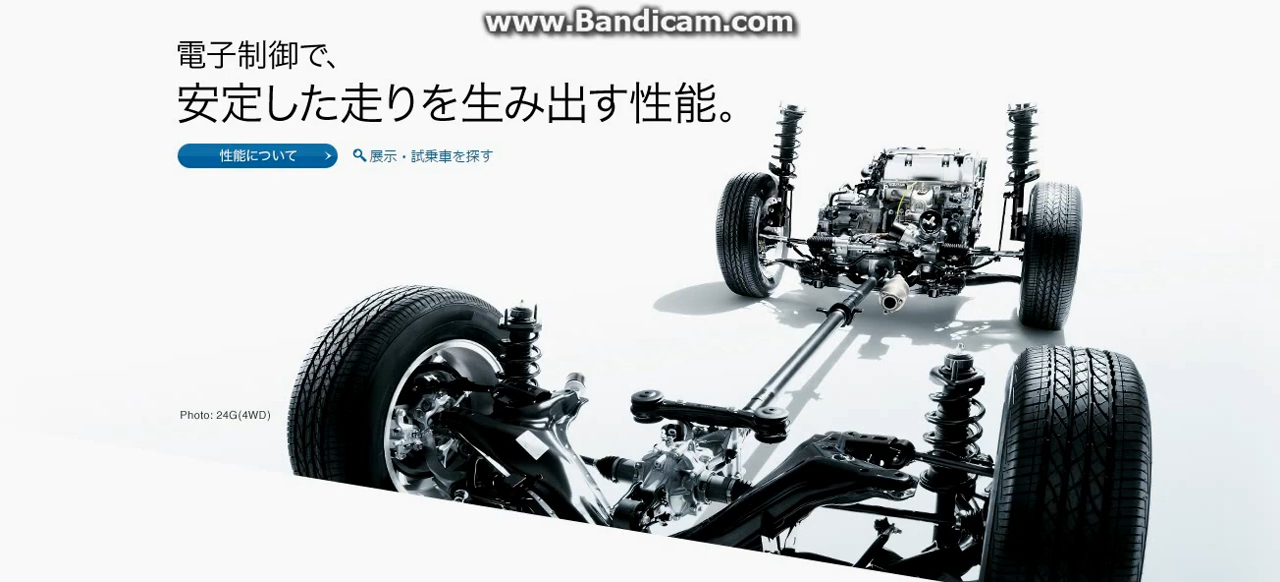 www.Bandicam.com
電子制御で、
安定した走りを生み出す性能。
性能について
展示・試乗車を探す
Photo: 24G(4WD)